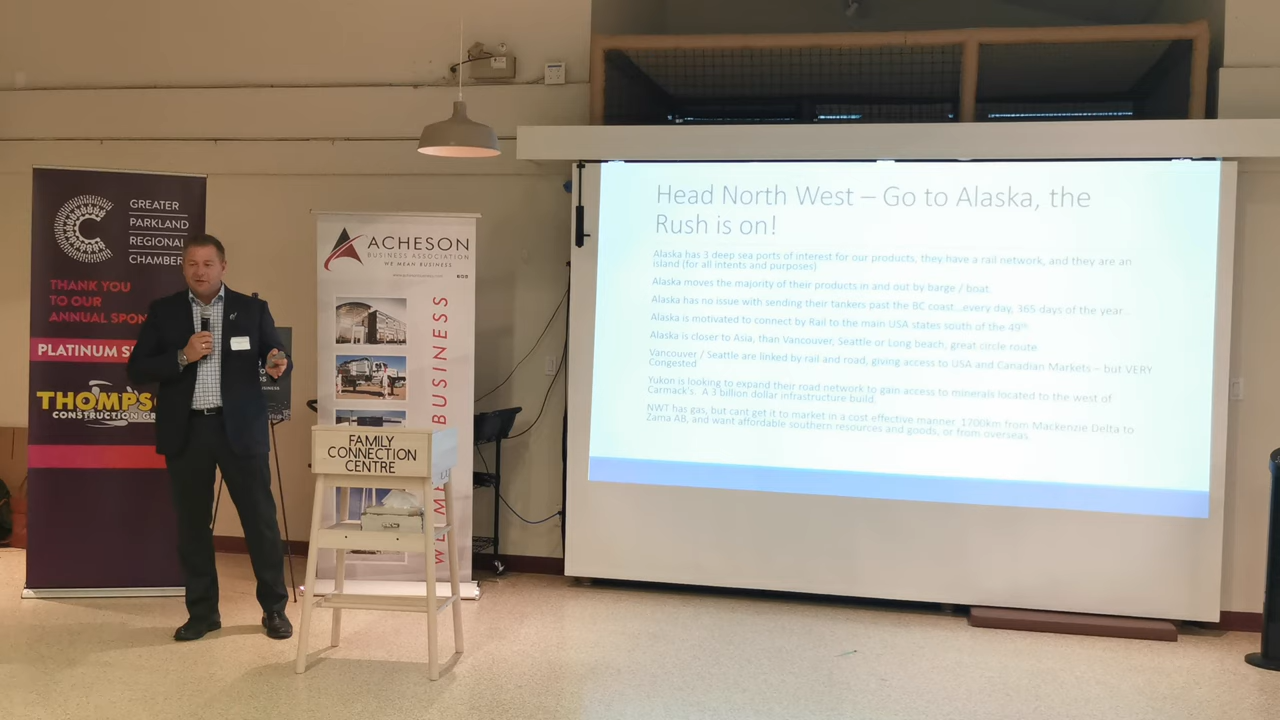 GREATER
PARKLAND
REGIONAL
CHAMBE
THANK YOU
TO OUR
ANNUAL SPON
PLATINUM S
THOMPS
CONSTRUCTION GR
ACHESON
BUSINESS ASSOCIATION
WE MEAN BUSINESS
WE ME BUSINESS
FAMILY
CONNECTION
CENTRE
Head North West – Go to Alaska, the
Rush is on!
Alaska has 3 deep sea ports of interest for our products, they have a rail network, and they are an
island (for all intents and purposes)
Alaska moves the majority of their products in and out by barge / boat.
Alaska has no issue with sending their tankers past the BC coast...every day, 365 days of the year...
Alaska is motivated to connect by Rail to the main USA states south of the 49th
Alaska is closer to Asia, than Vancouver, Seattle or Long beach, great circle route
Vancouver / Seattle are linked by rail and road, giving access to USA and Canadian Markets – but VERY
Congested
Yukon is looking to expand their road network to gain access to minerals located to the west of
Carmack's. A 3 billion dollar infrastructure build.
NWT has gas, but cant get it to market in a cost effective manner. 1700km from Mackenzie Delta to
Zama AB, and want affordable southern resources and goods, or from overseas